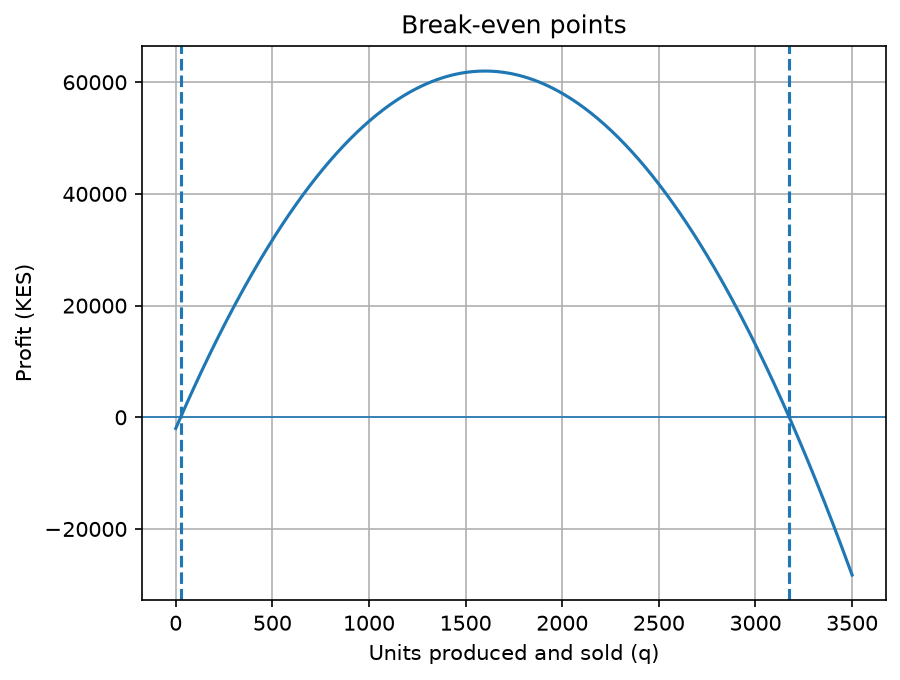 Break-even points
Profit (KES)
60000
40000
20000
0
−20000
0 500 1000 1500 2000 2500 3000 3500
Units produced and sold (q)